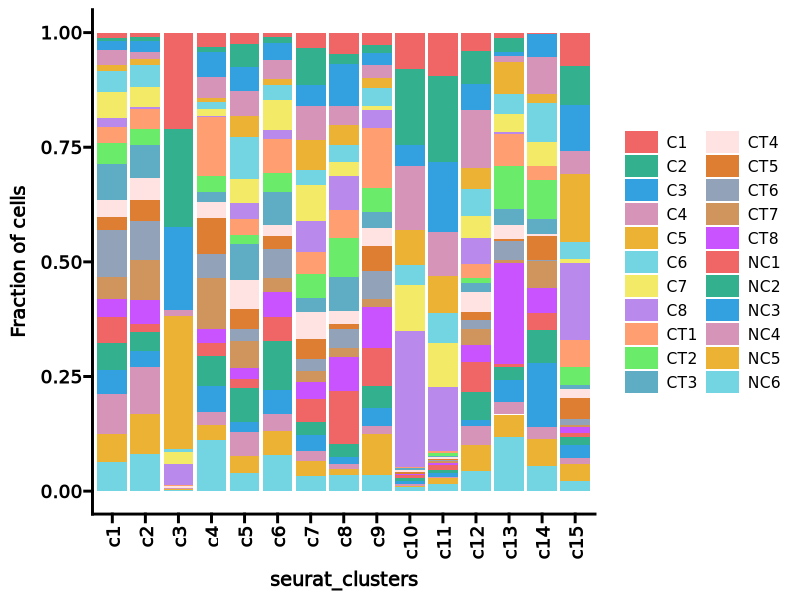 1.00
0.75
0.50
0.25
0.00
Fraction of cells
c1 c2 c3 c4 c5 c6 c7 c8 c9 c10 c11 c12 c13 c14 c15
seurat_clusters
C1 CT4
C2 CT5
C3 CT6
C4 CT7
C5 CT8
C6 NC1
C7 NC2
C8 NC3
CT1 NC4
CT2 NC5
CT3 NC6